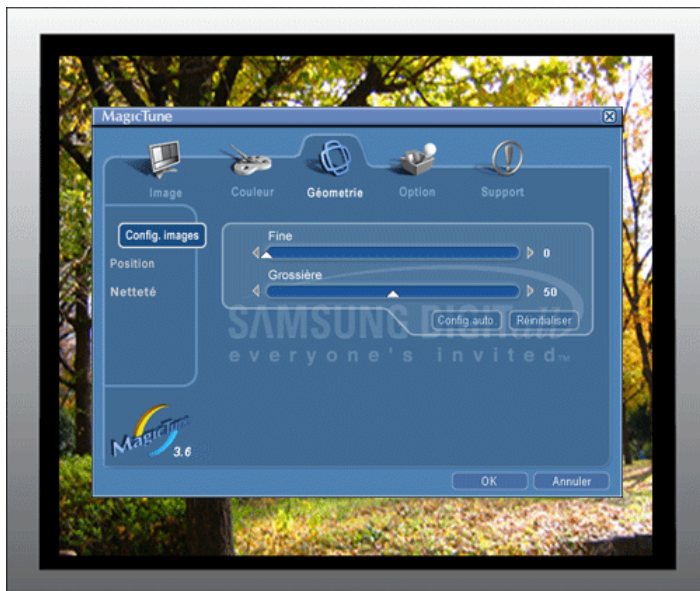 MagicTune
Image
Couleur
Géometrie
Option
Support
Config. images
Position
Netteté
Fine
0
Grossière
50
Config.auto
Réinitialiser
SAMSUNG DIGITall
everyone's invited™
MagicTune
3.6
OK
Annuler